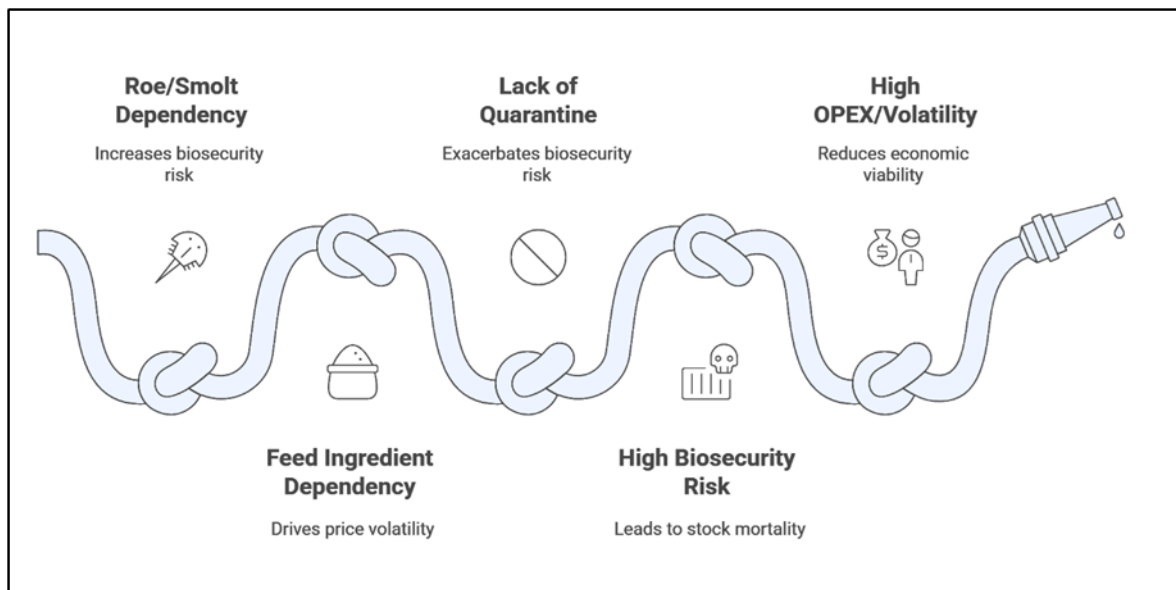 Roe/Smolt
Dependency
Increases biosecurity
risk
Lack of
Quarantine
Exacerbates biosecurity
risk
High
OPEX/Volatility
Reduces economic
viability
$
Feed Ingredient
Dependency
Drives price volatility
High Biosecurity
Risk
Leads to stock mortality